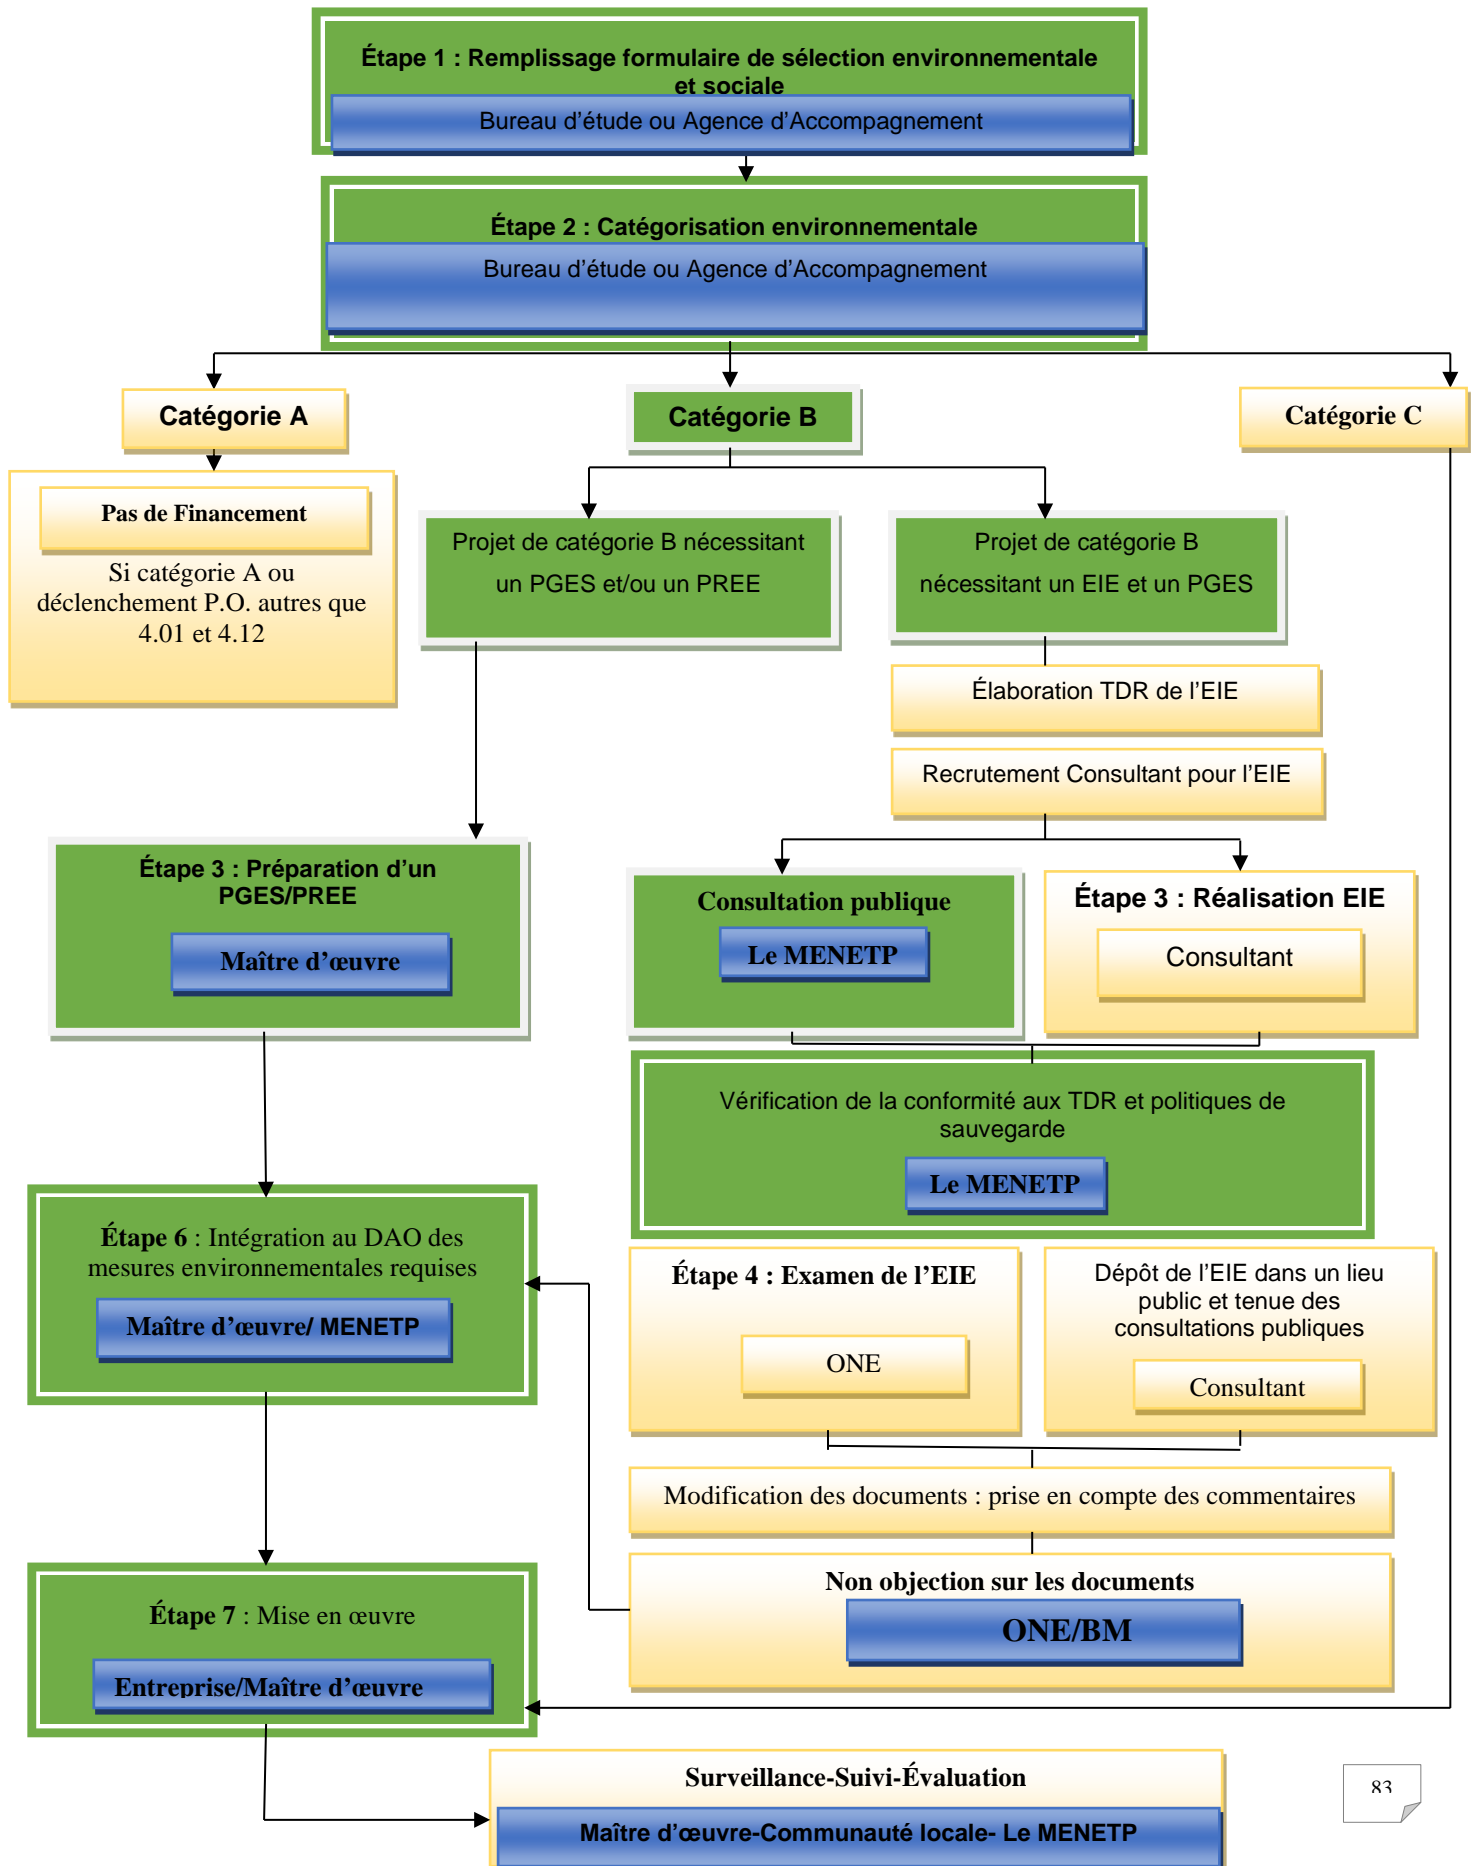 Étape 1 : Remplissage formulaire de sélection environnementale
et sociale
Bureau d'étude ou Agence d'Accompagnement
Étape 2 : Catégorisation environnementale
Bureau d'étude ou Agence d'Accompagnement
Catégorie A
Catégorie B
Catégorie C
Pas de Financement
Si catégorie A ou
déclenchement P.O. autres que
4.01 et 4.12
Projet de catégorie B nécessitant
un PGES et/ou un PREE
Projet de catégorie B
nécessitant un EIE et un PGES
Élaboration TDR de l'EIE
Recrutement Consultant pour l'EIE
Étape 3 : Préparation d'un
PGES/PREE
Maître d'œuvre
Consultation publique
Le MENETP
Étape 3 : Réalisation EIE
Consultant
Vérification de la conformité aux TDR et politiques de
sauvegarde
Le MENETP
Étape 6 : Intégration au DAO des
mesures environnementales requises
Maître d'œuvre/ MENETP
Étape 4 : Examen de l'EIE
ONE
Dépôt de l'EIE dans un lieu
public et tenue des
consultations publiques
Consultant
Modification des documents : prise en compte des commentaires
Non objection sur les documents
ONE/BM
Étape 7 : Mise en œuvre
Entreprise/Maître d'œuvre
Surveillance-Suivi-Évaluation
Maître d'œuvre-Communauté locale- Le MENETP
83